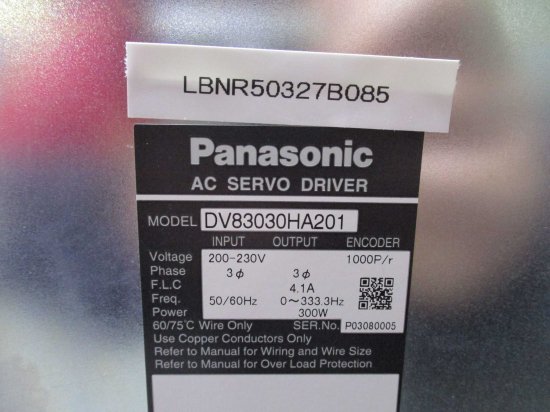 LBNR50327B085
Panasonic
AC SERVO DRIVER
MODEL DV83030HA201
INPUT OUTPUT ENCODER
Voltage 200-230V 1000P/r
Phase 3ø 3ø
F.L.C 4.1A
Freq. 50/60Hz 0~333.3Hz
Power 300W
60/75℃ Wire Only SER.No. P03080005
Use Copper Conductors Only
Refer to Manual for Wiring and Wire Size
Refer to Manual for Over Load Protection